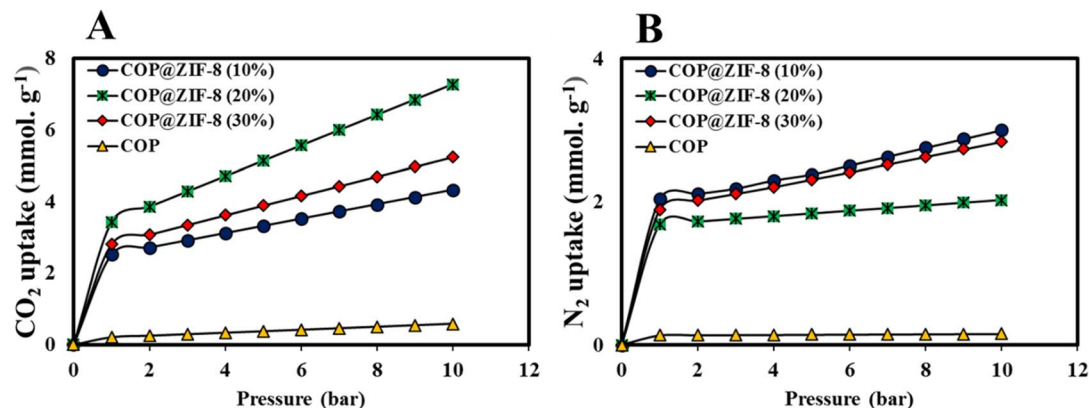 A
CO₂ uptake (mmol. g⁻¹)
8
6
4
2
0
COP@ZIF-8 (10%)
COP@ZIF-8 (20%)
COP@ZIF-8 (30%)
COP
0 2 4 6 8 10 12
Pressure (bar)
B
N₂ uptake (mmol. g⁻¹)
4
2
0
COP@ZIF-8 (10%)
COP@ZIF-8 (20%)
COP@ZIF-8 (30%)
COP
0 2 4 6 8 10 12
Pressure (bar)